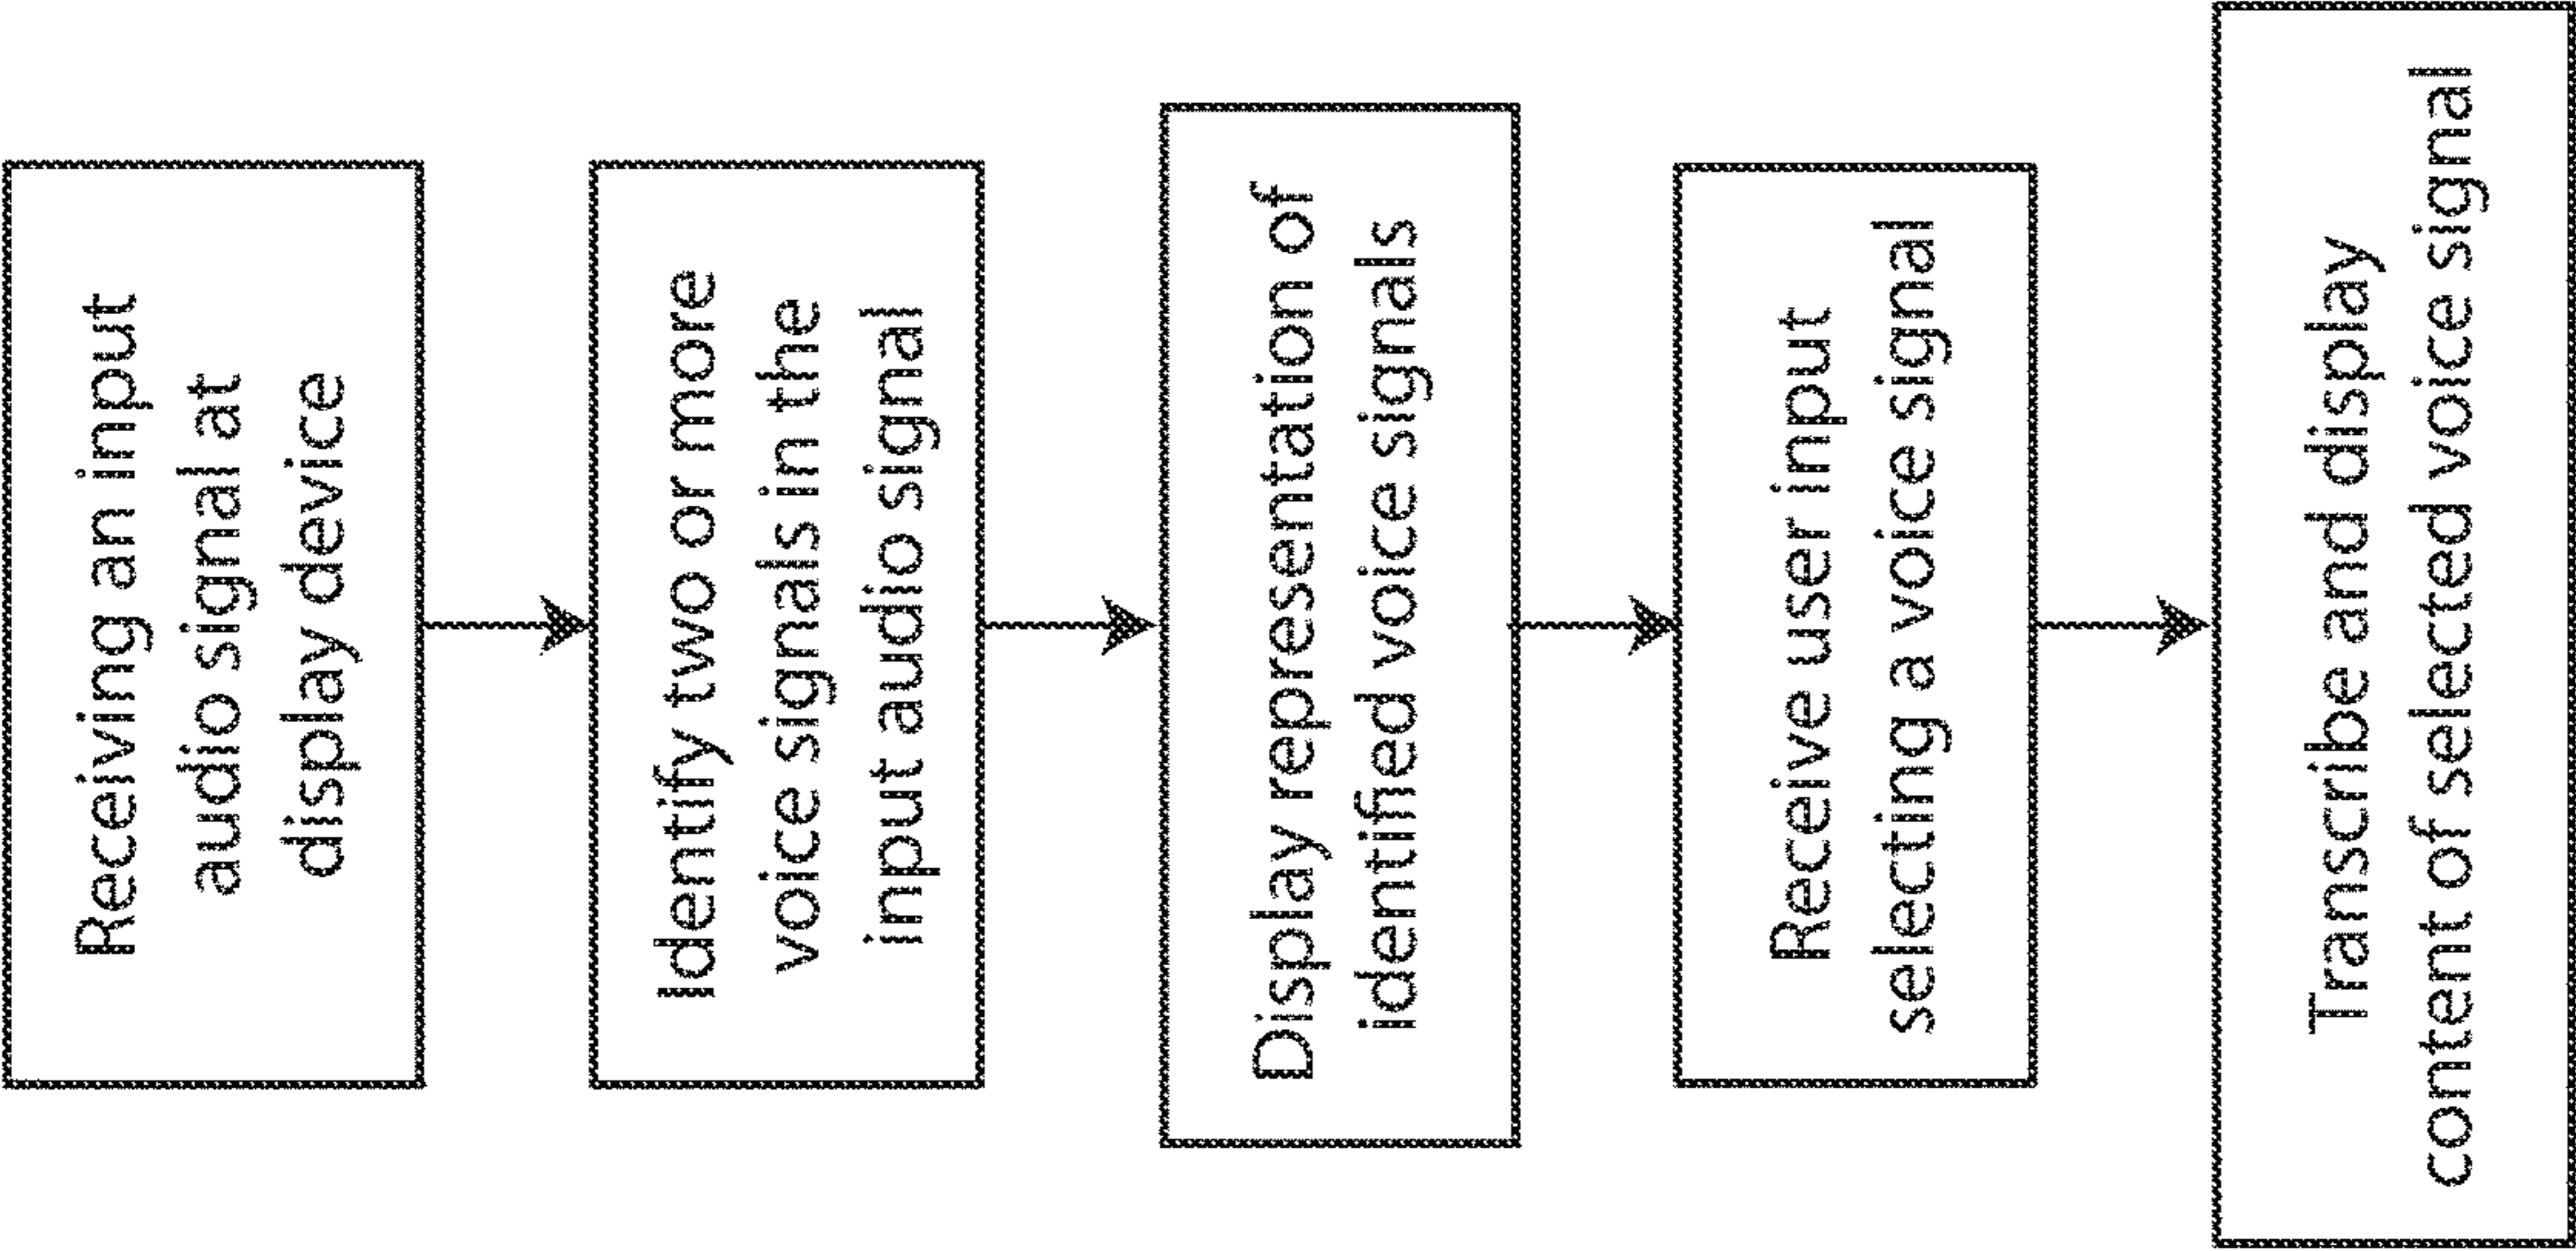 Receiving an input
audio signal at
display device
Identify two or more
voice signals in the
input audio signal
Display representation of
identified voice signals
Receive user input
selecting a voice signal
Transcribe and display
content of selected voice signal